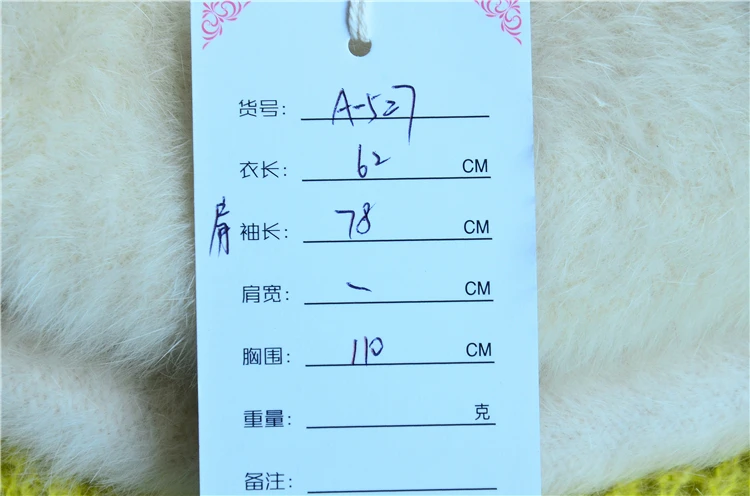 货号: A-527
衣长: 62 CM
肩 袖长: 78 CM
肩宽: - CM
胸围: 110 CM
重量: 克
备注: